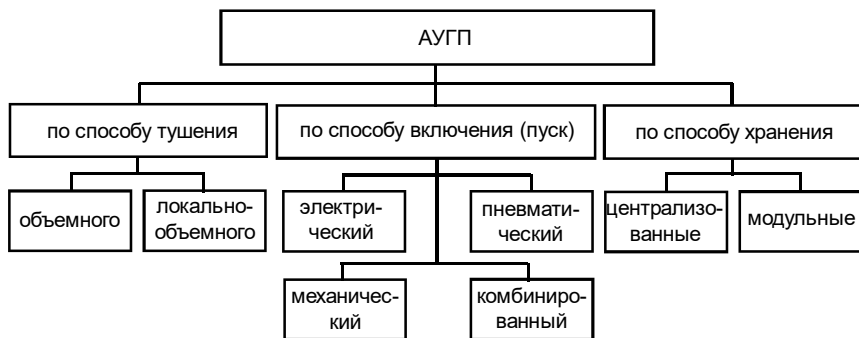 АУГП
по способу тушения
по способу включения (пуск)
по способу хранения
объемного
локально-
объемного
электри-
ческий
пневмати-
ческий
централизо-
ванные
модульные
механичес-
кий
комбиниро-
ванный